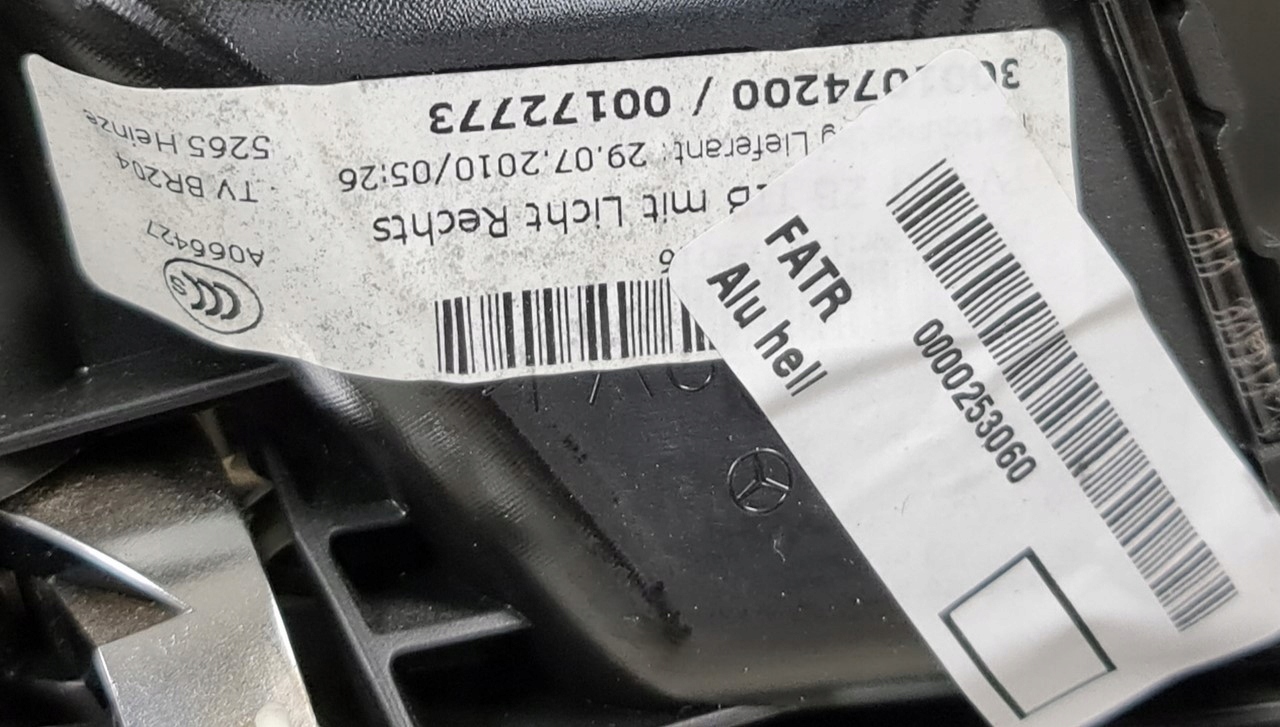 mit Licht Rechts
Lieferant: 29.07.2010/05:26
/ 00172773
CCC S
A066427
TV BR204
5265 Heinze
FATR
Alu hell
0000253060